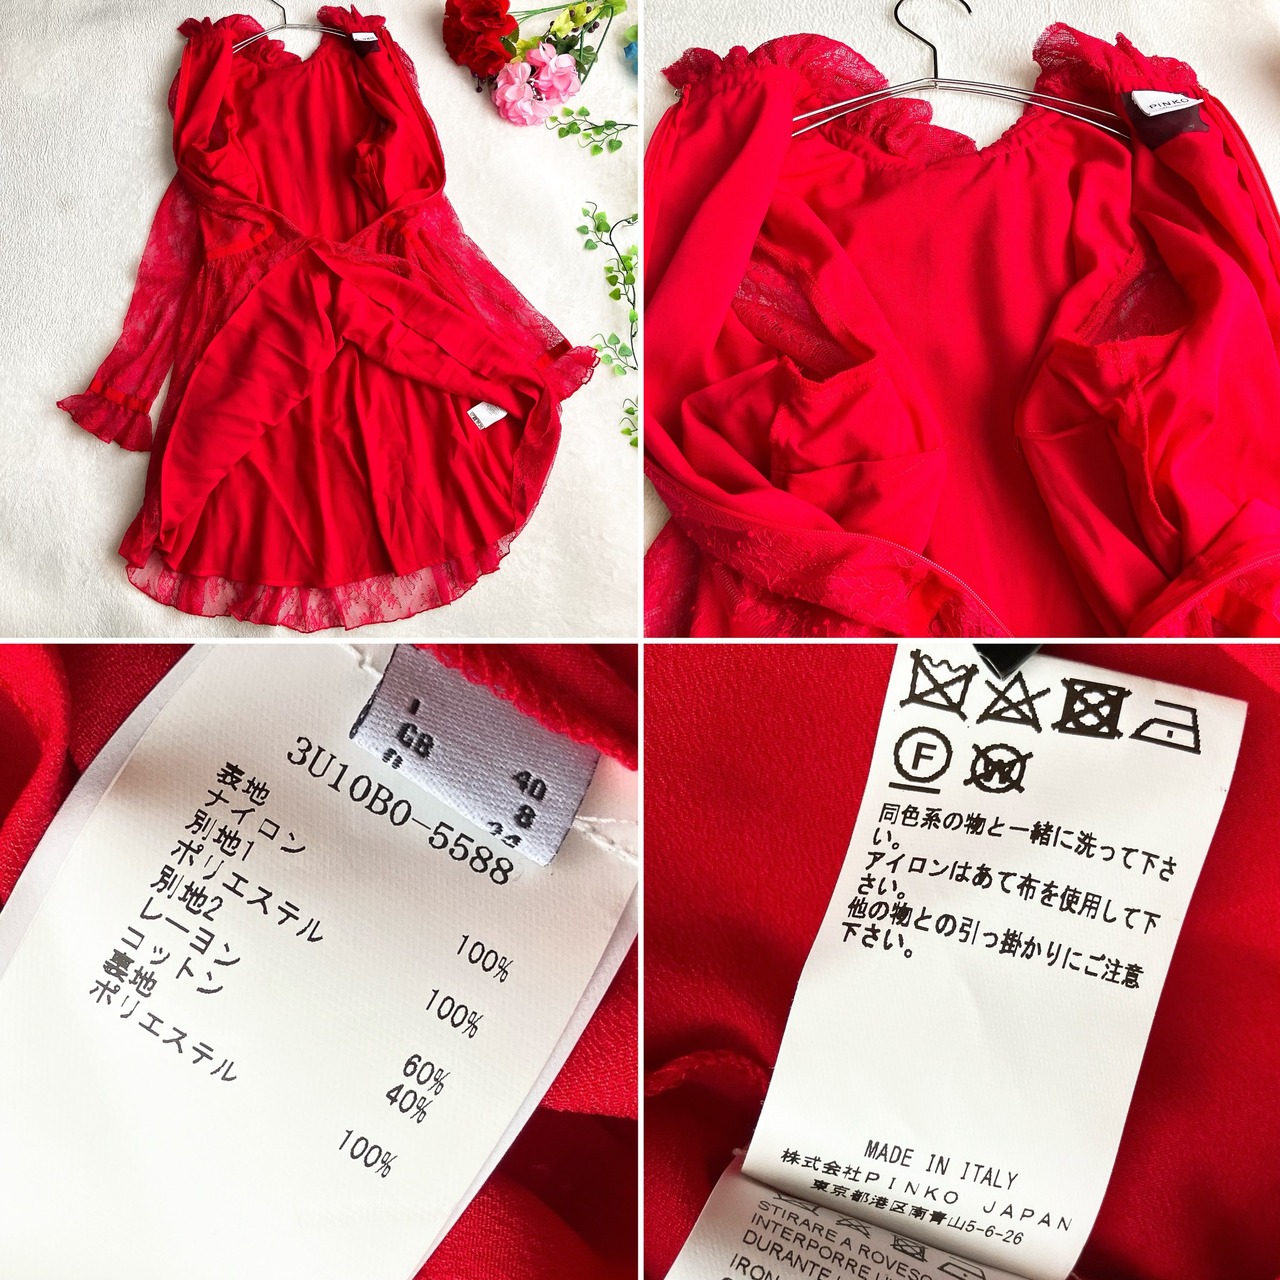 PINKO
I 40
GB 8
3U10B0-5588
表地
ナイロン 100%
別地1
ポリエステル 100%
別地2
レーヨン 60%
コットン 40%
裏地
ポリエステル 100%
F
W
同色系の物と一緒に洗って下さ
い。
アイロンはあて布を使用して下
さい。
他の物との引っ掛かりにご注意
下さい。
MADE IN ITALY
株式会社PINKO JAPAN
東京都港区南青山5-6-26
STIRARE A ROVESC
INTERPORRE U
DURANTE
IRON